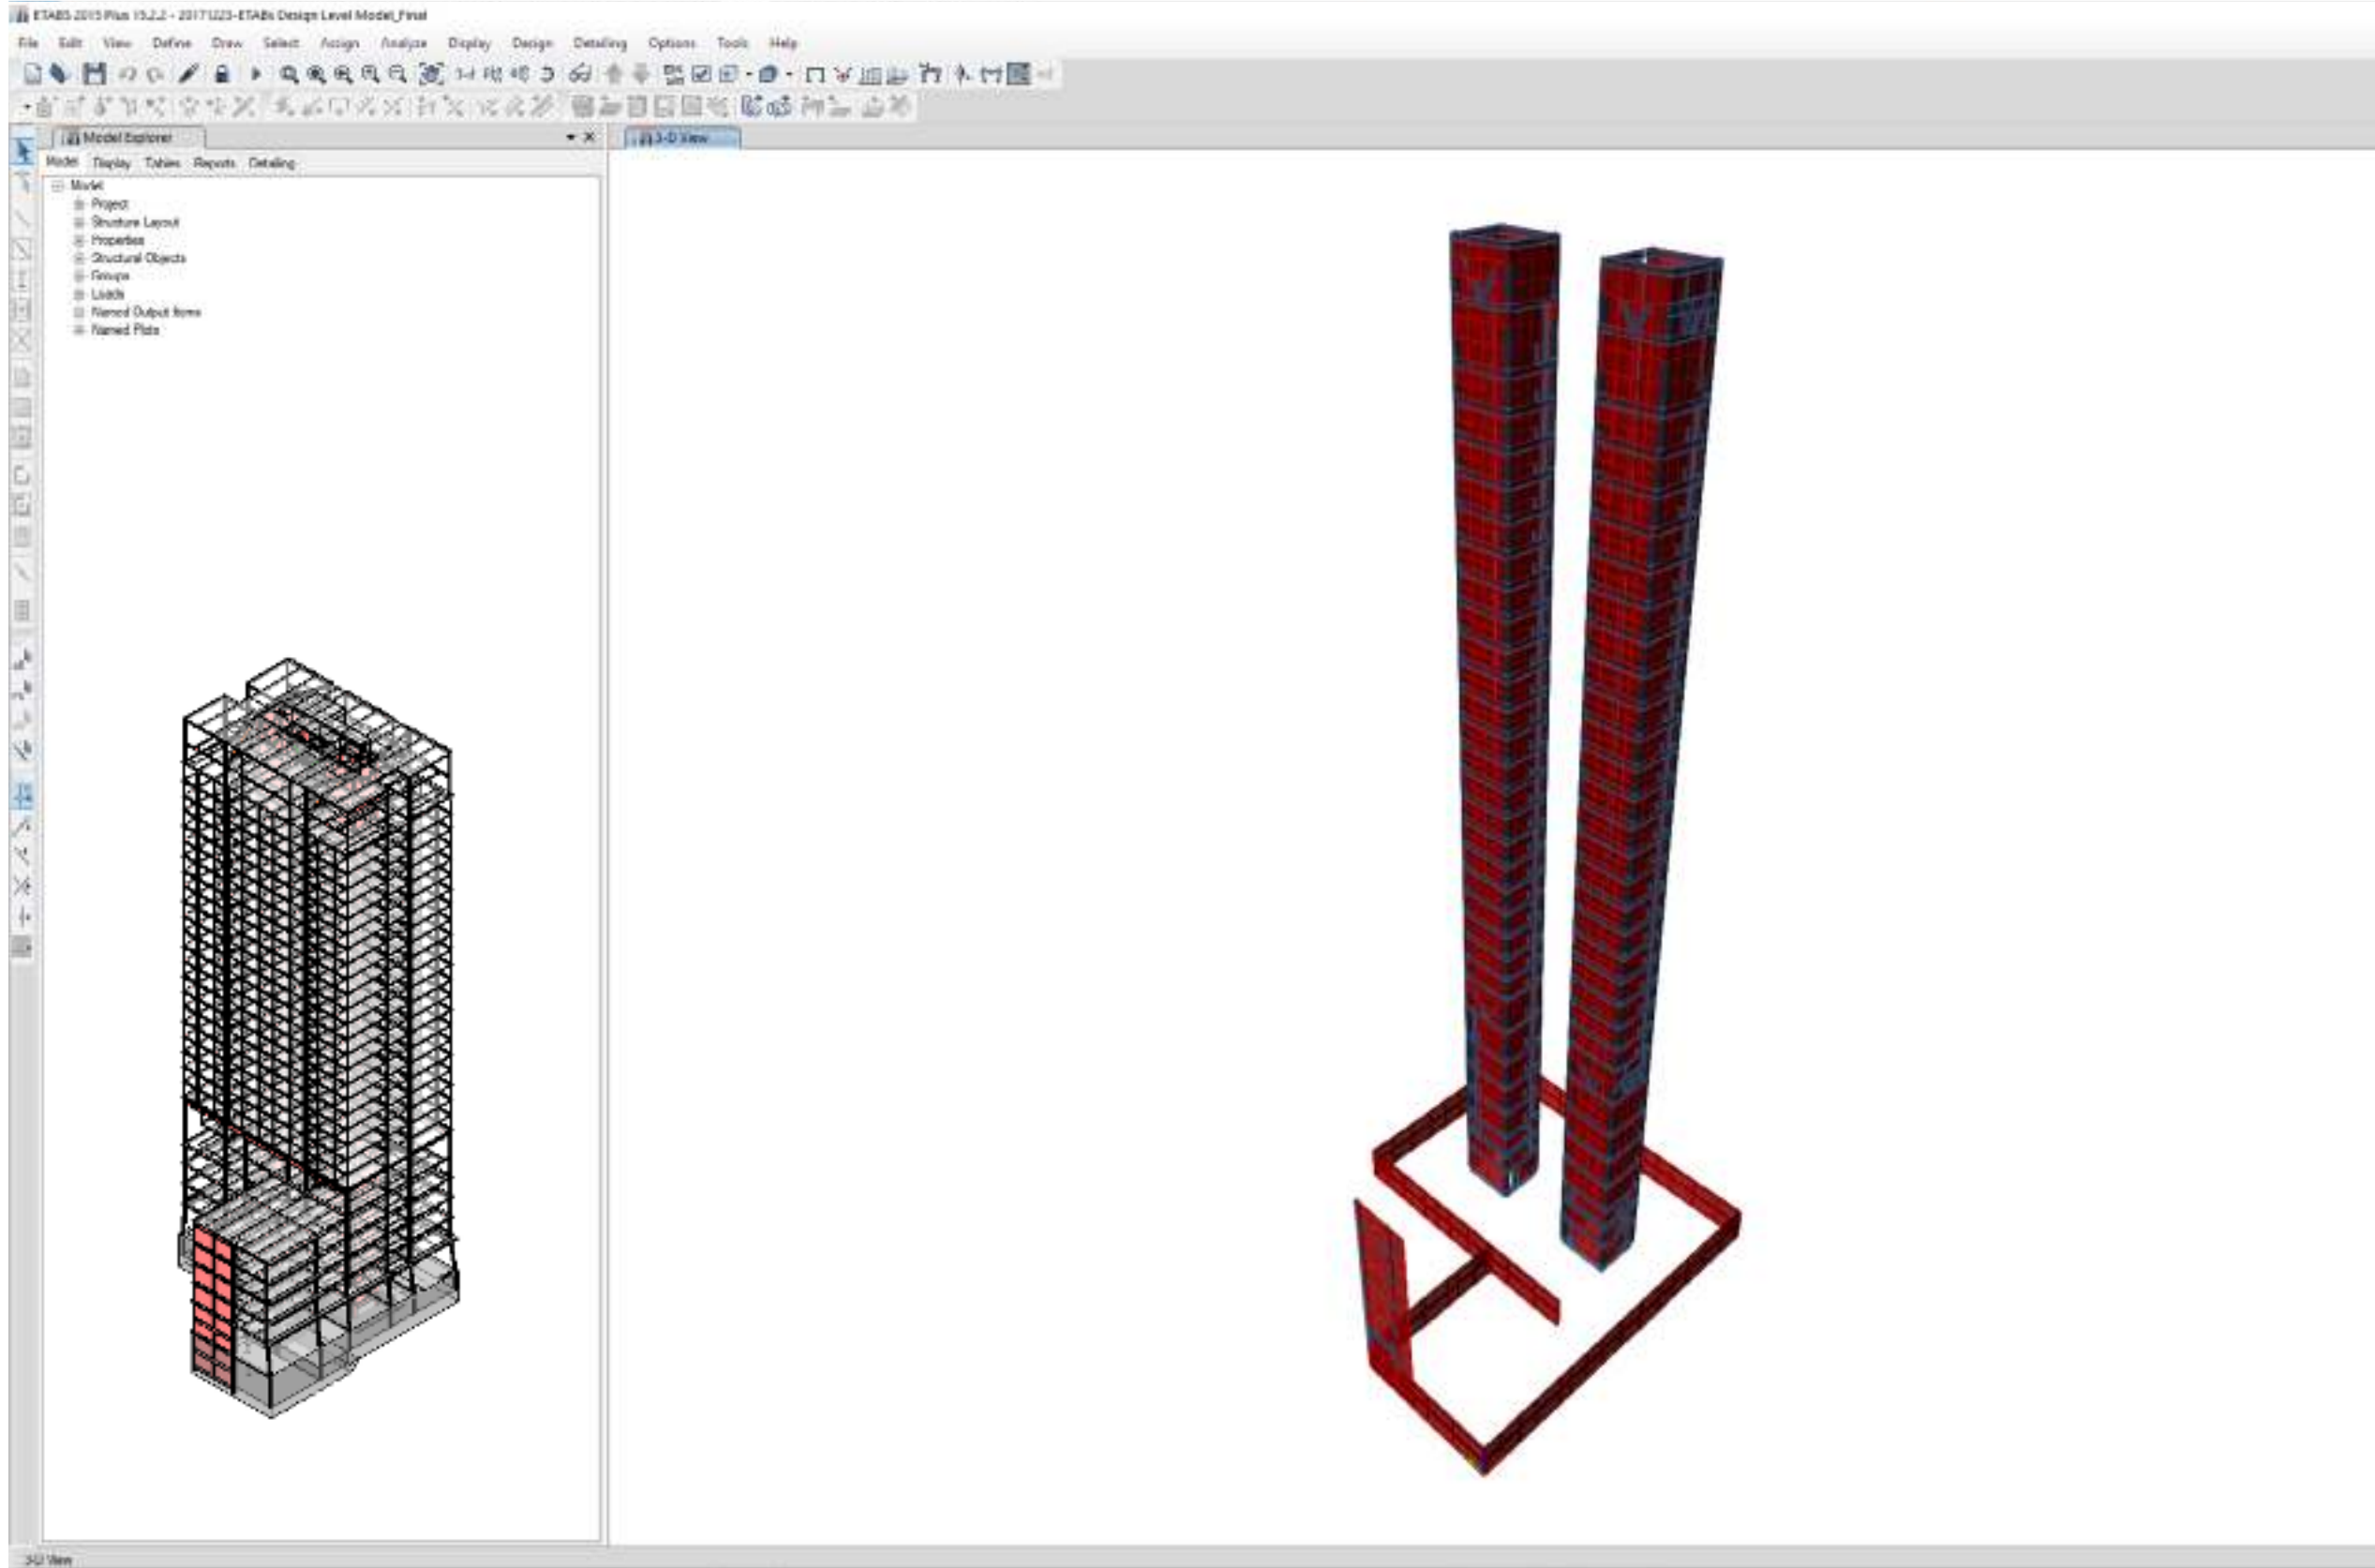 ETABS 2015 Plus 15.2.2 - 20171223-ETABs Design Level Model_Final
File Edit View Define Draw Select Assign Analyze Display Design Detailing Options Tools Help
Model Explorer
3-D View
Model Display Tables Reports Detailing
Model
Project
Structure Layout
Properties
Structural Objects
Groups
Loads
Named Output Items
Named Plots
3-D View